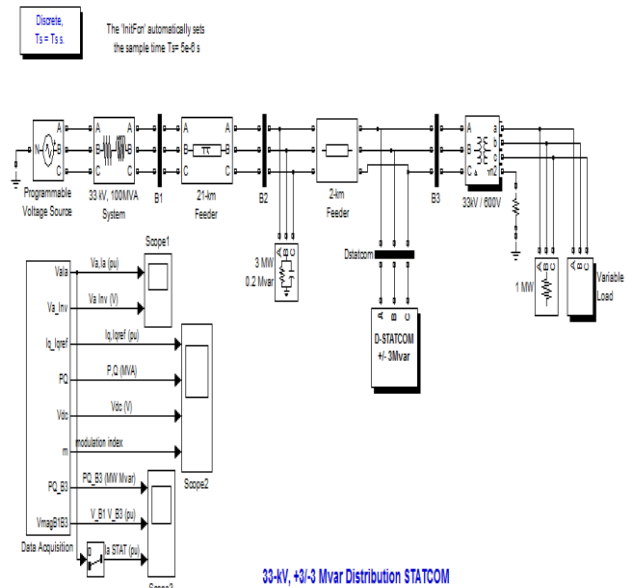 Discrete,
Ts = Ts s.
The 'InitFcn' automatically sets
the sample time Ts= 5e-6 s
N
A
B
C
Programmable
Voltage Source
A
B
C
A
B
C
33 kV, 100MVA
System
B1
A
B
C
A
B
C
21-km
Feeder
B2
2-km
Feeder
B3
A
B
C
a
b
c
n2
33kV / 600V
A B C
3 MW
0.2 Mvar
Dstatcom
A B C
D-STATCOM
+/- 3Mvar
A B C
1 MW
A B C
Variable
Load
VaIa
Va_Inv
Iq_Iqref
PQ
Vdc
m
PQ_B3
VmagB1B3
Data Acquisition
Va,Ia (pu)
Va Inv (V)
Iq,Iqref (pu)
P,Q (MVA)
Vdc (V)
modulation index
PQ_B3 (MW Mvar)
V_B1 V_B3 (pu)
Ia STAT (pu)
Scope1
Scope2
Scope3
33-kV, +3/-3 Mvar Distribution STATCOM